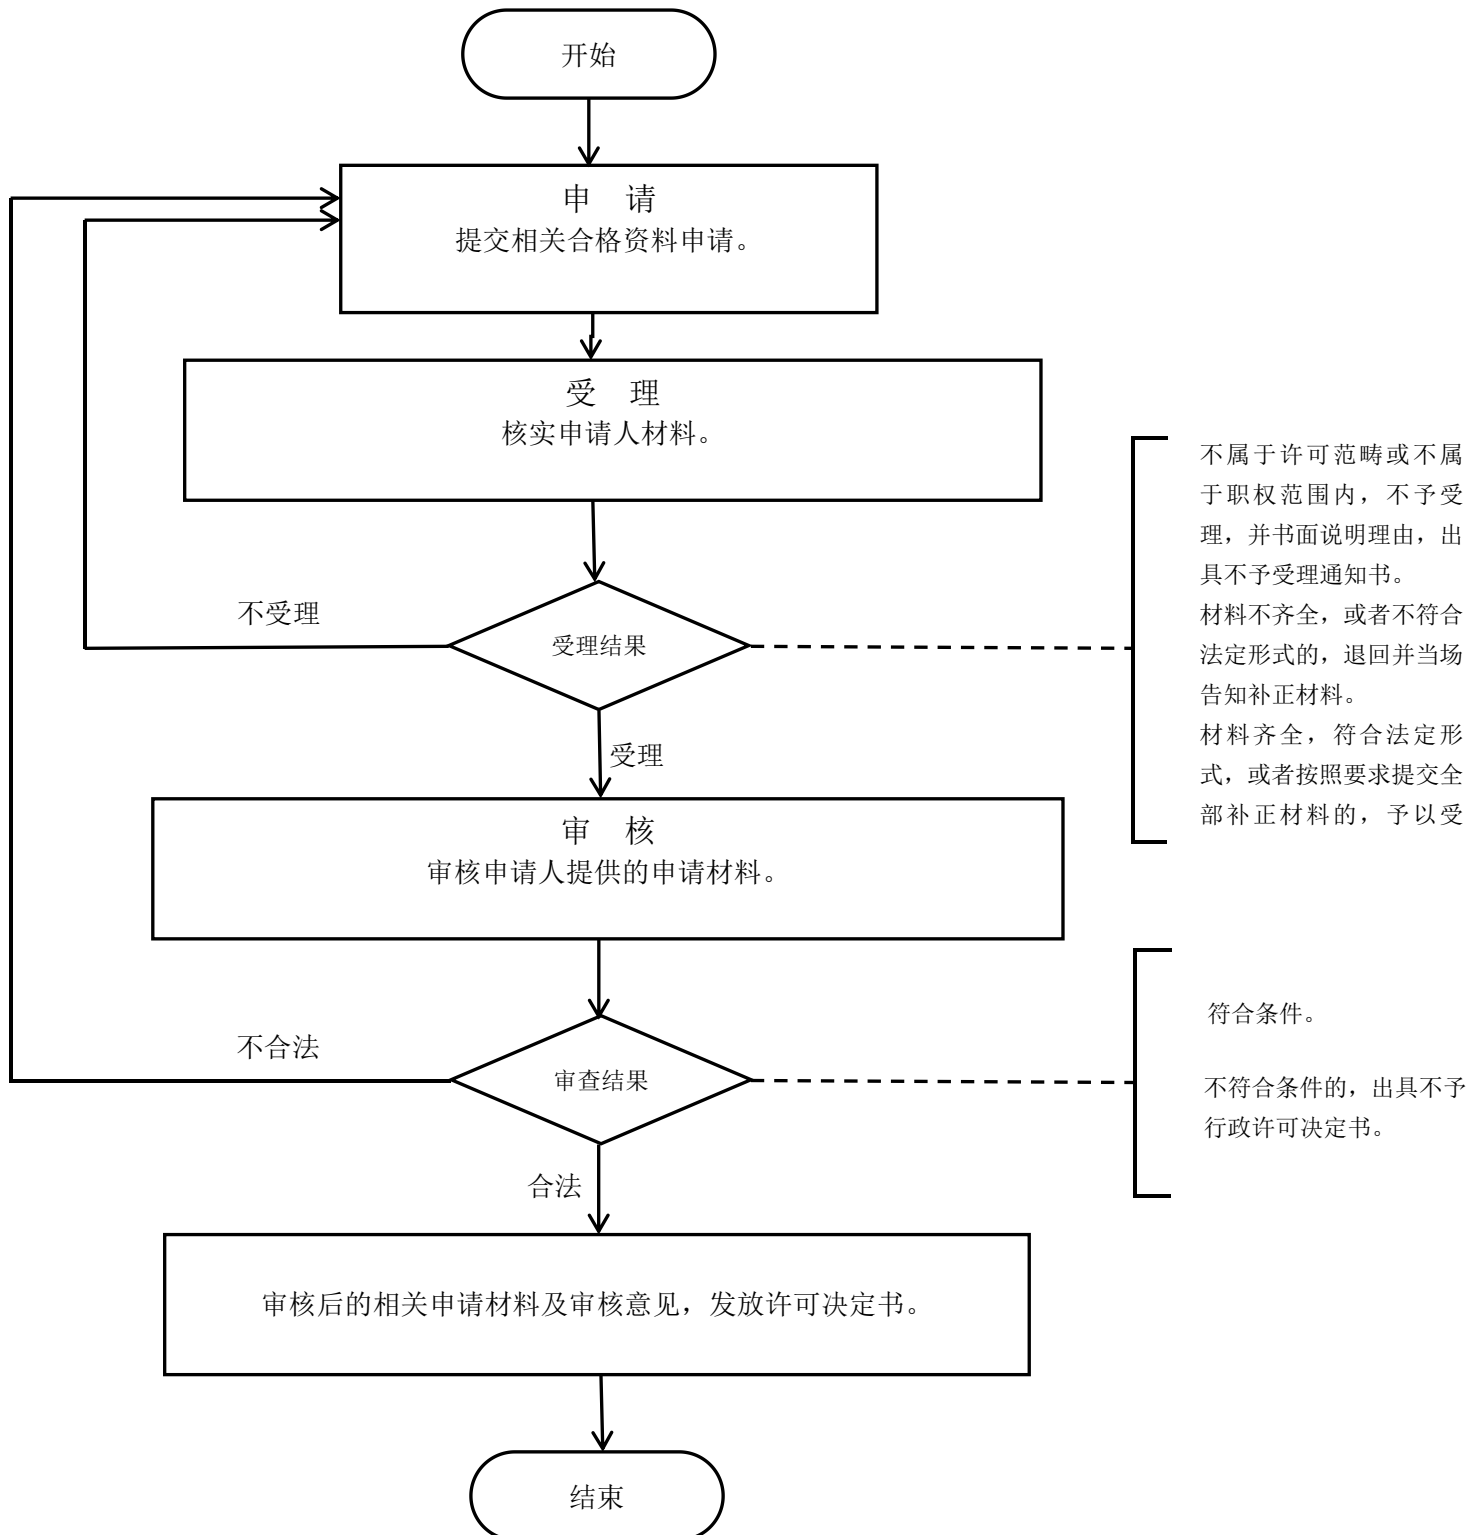 开始
申 请
提交相关合格资料申请。
受 理
核实申请人材料。
不属于许可范畴或不属
于职权范围内，不予受
理，并书面说明理由，出
具不予受理通知书。
材料不齐全，或者不符合
法定形式的，退回并当场
告知补正材料。
材料齐全，符合法定形
式，或者按照要求提交全
部补正材料的，予以受
不受理
受理结果
受理
审 核
审核申请人提供的申请材料。
不合法
审查结果
符合条件。
不符合条件的，出具不予
行政许可决定书。
合法
审核后的相关申请材料及审核意见，发放许可决定书。
结束